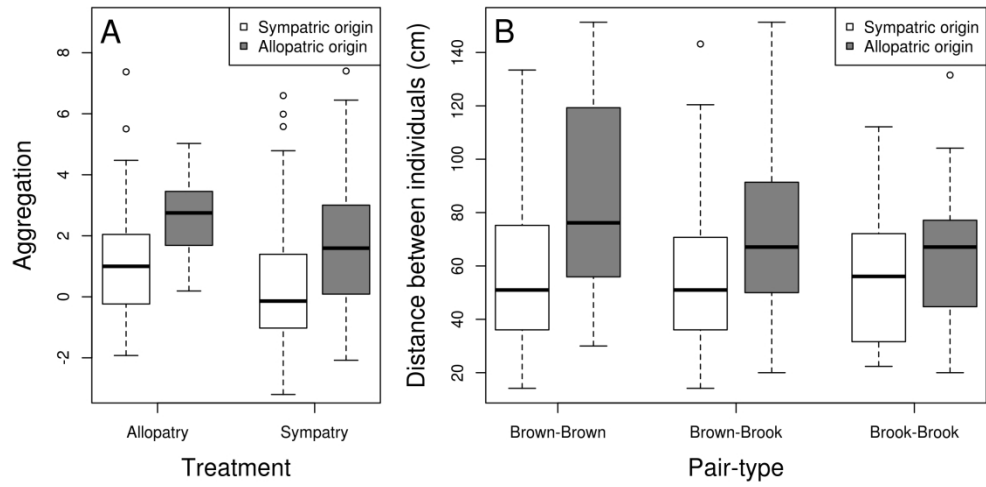 A
Sympatric origin
Allopatric origin
Aggregation
8
6
4
2
0
-2
Allopatry
Sympatry
Treatment
B
Sympatric origin
Allopatric origin
Distance between individuals (cm)
140
120
100
80
60
40
20
Brown-Brown
Brown-Brook
Brook-Brook
Pair-type